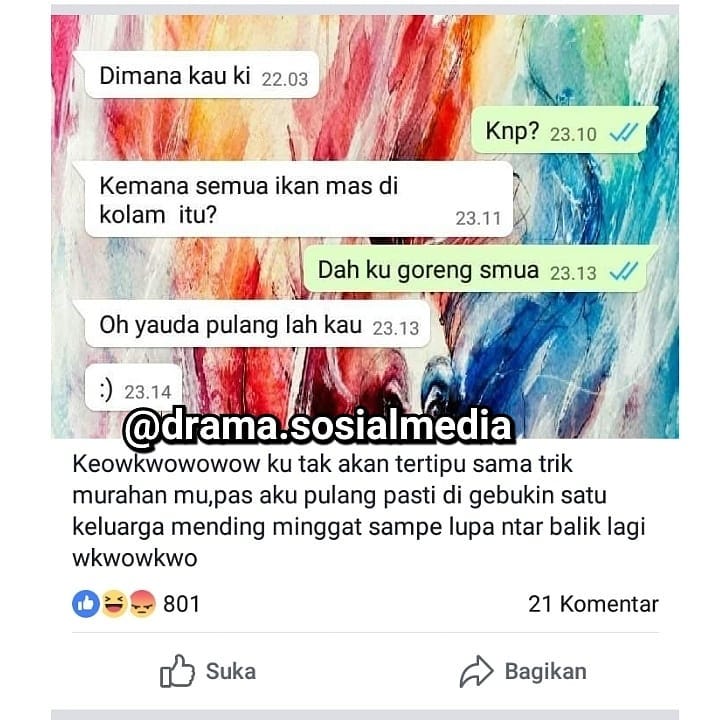 Dimana kau ki 22.03
Knp? 23.10
Kemana semua ikan mas di
kolam itu? 23.11
Dah ku goreng smua 23.13
Oh yauda pulang lah kau 23.13
:) 23.14
@drama.sosialmedia
Keowkwowowow ku tak akan tertipu sama trik
murahan mu,pas aku pulang pasti di gebukin satu
keluarga mending minggat sampe lupa ntar balik lagi
wkwowkwo
801 21 Komentar
Suka Bagikan